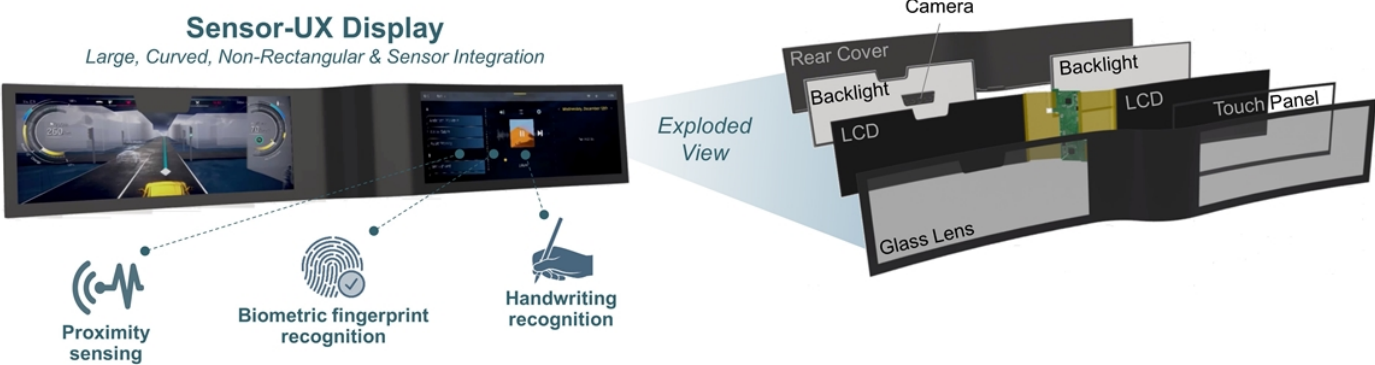 Sensor-UX Display
Large, Curved, Non-Rectangular & Sensor Integration
Proximity
sensing
Biometric fingerprint
recognition
Handwriting
recognition
Exploded
View
Camera
Rear Cover
Backlight
Backlight
LCD
LCD
Touch Panel
Glass Lens